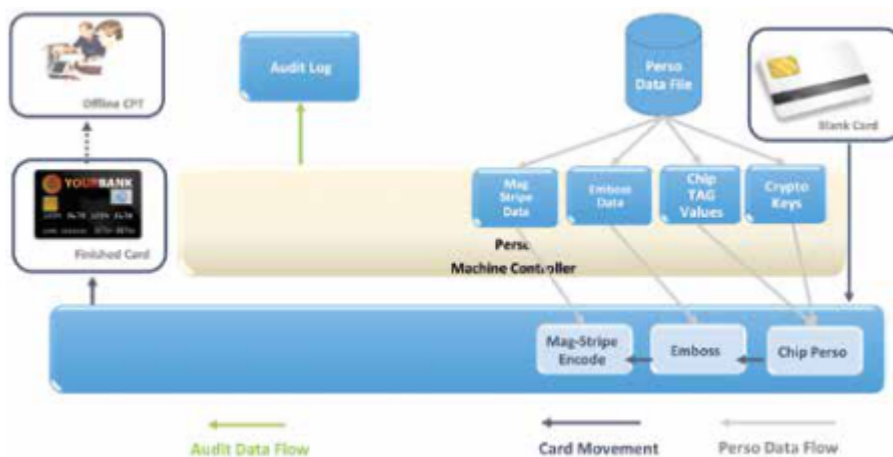 Offline CPT
Audit Log
Perso
Data File
Blank Card
YOURBANK
Finished Card
Mag
Stripe
Data
Emboss
Data
Chip
TAG
Values
Crypto
Keys
Perso
Machine Controller
Mag-Stripe
Encode
Emboss
Chip Perso
Audit Data Flow
Card Movement
Perso Data Flow